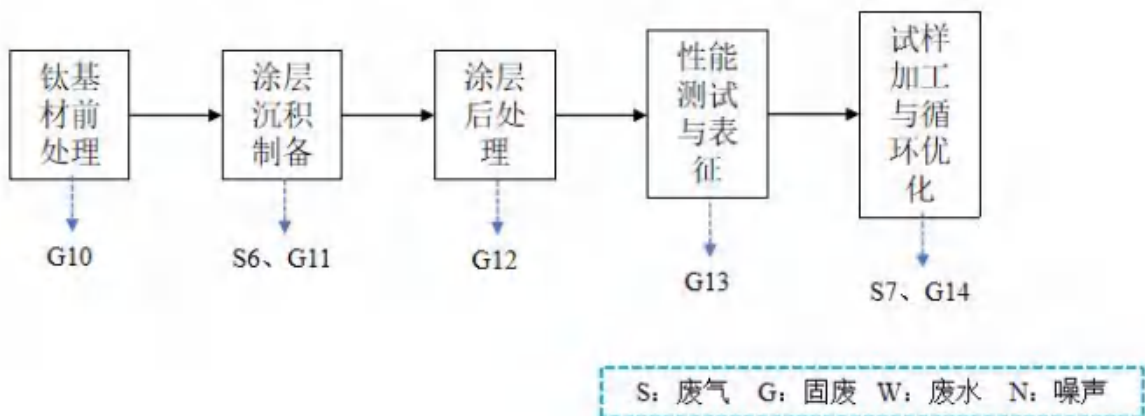 钛基
材前
处理
涂层
沉积
制备
涂层
后处
理
性能
测试
与表
征
试样
加工
与循
环优
化
G10
S6、G11
G12
G13
S7、G14
S：废气 G：固废 W：废水 N：噪声